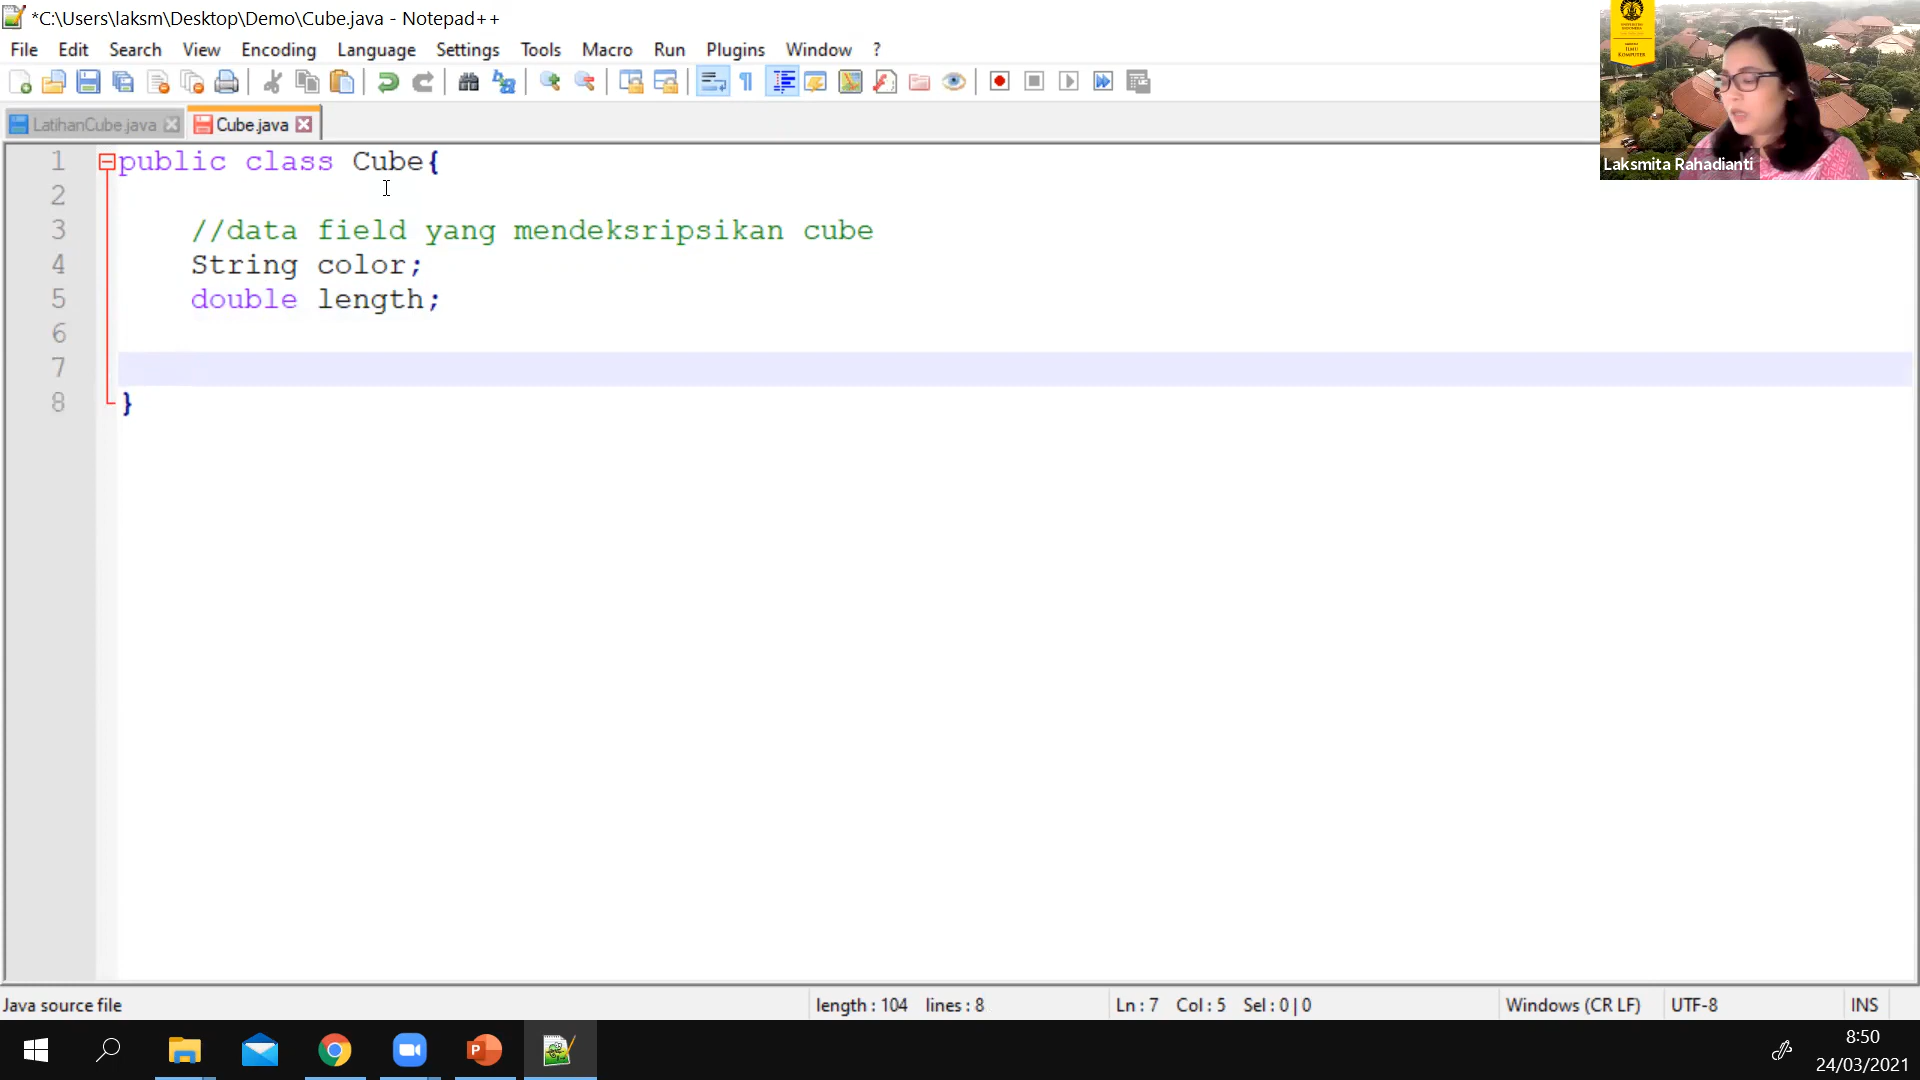 *C:\Users\laksm\Desktop\Demo\Cube.java - Notepad++
File Edit Search View Encoding Language Settings Tools Macro Run Plugins Window ?
LatihanCube.java Cube.java
1 public class Cube{
2
3 //data field yang mendeksripsikan cube
4 String color;
5 double length;
6
7
8 }
Laksmita Rahadianti
Java source file length : 104 lines : 8 Ln : 7 Col : 5 Sel : 0 | 0 Windows (CR LF) UTF-8 INS
8:50
24/03/2021